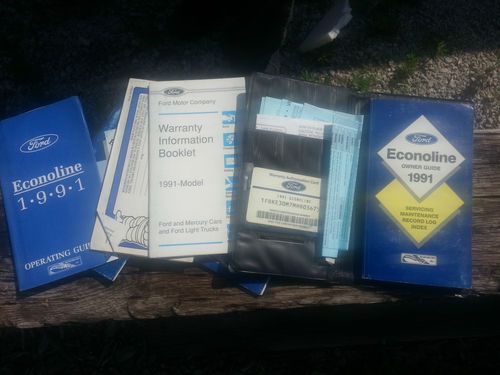 Ford
Econoline
1·9·9·1
OPERATING GUIDE
Ford
Ford Motor Company
Warranty
Information
Booklet
1991-Model
Ford and Mercury Cars
and Ford Light Trucks
Warranty Authorization Card
Ford
1991 ECONOLINE
Ford
Econoline
OWNER GUIDE
1991
SERVICING
MAINTENANCE
RECORD LOG
INDEX